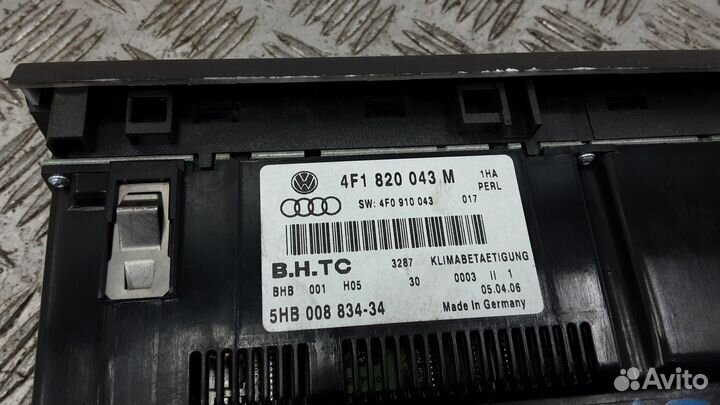 4F1 820 043 M 1HA
PERL
SW: 4F0 910 043 017
B.H.TC 3287 KLIMABETAETIGUNG
BHB 001 H05 30 0003 II 1
05.04.06
5HB 008 834-34 Made in Germany
Avito